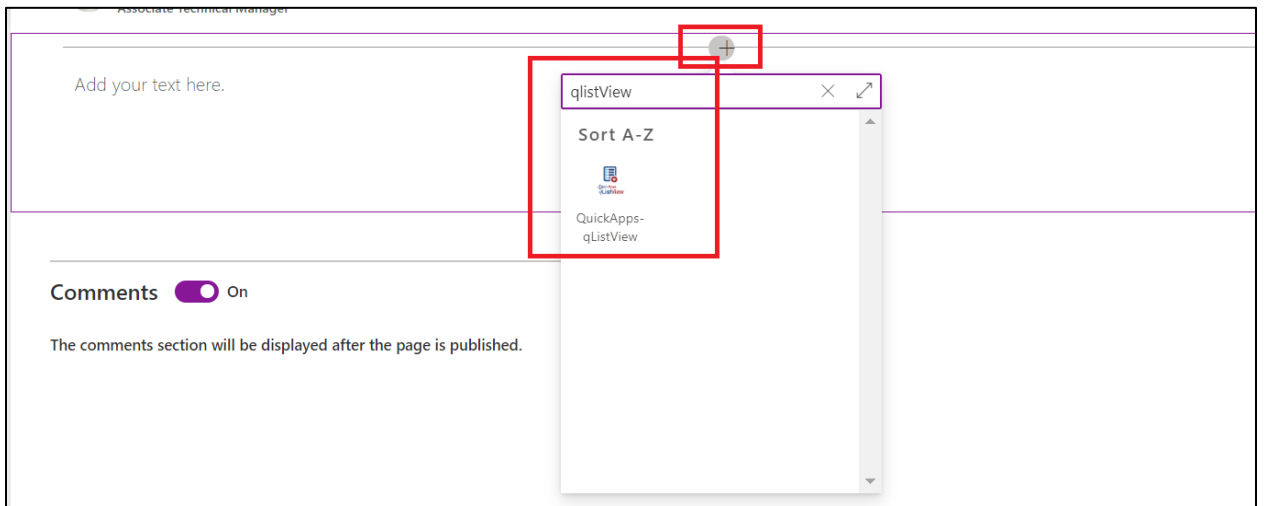 Associate Technical Manager
Add your text here.
qlistView
Sort A-Z
QuickApps-
qListView
Comments
On
The comments section will be displayed after the page is published.